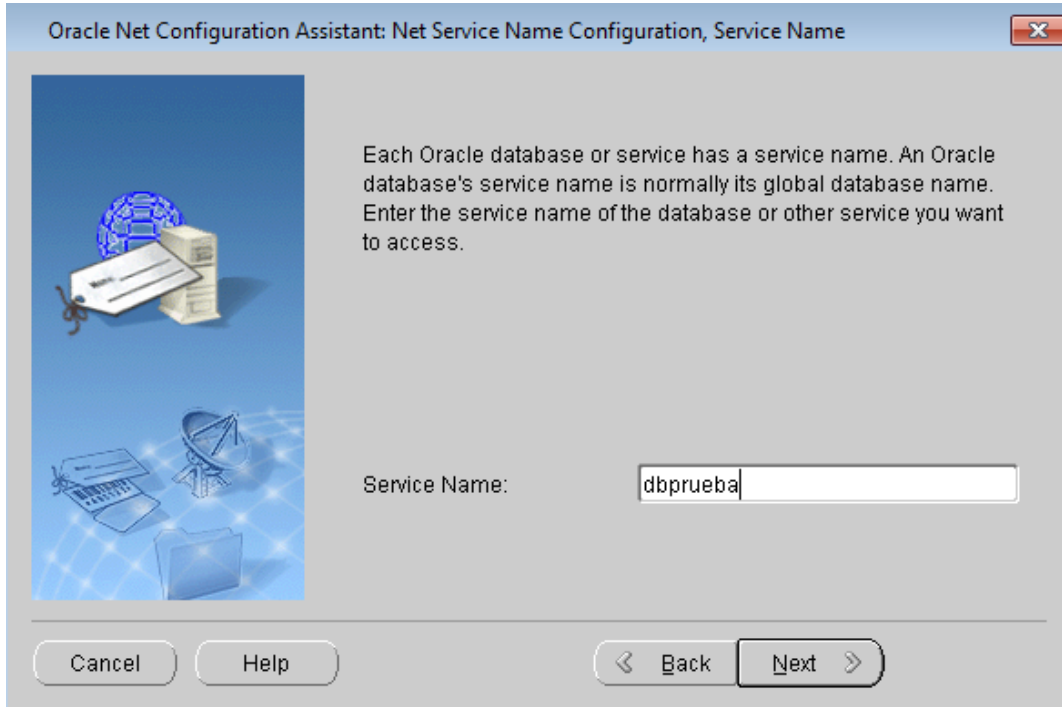 Oracle Net Configuration Assistant: Net Service Name Configuration, Service Name
Each Oracle database or service has a service name. An Oracle
database's service name is normally its global database name.
Enter the service name of the database or other service you want
to access.
Service Name:
dbprueba
Cancel
Help
Back
Next